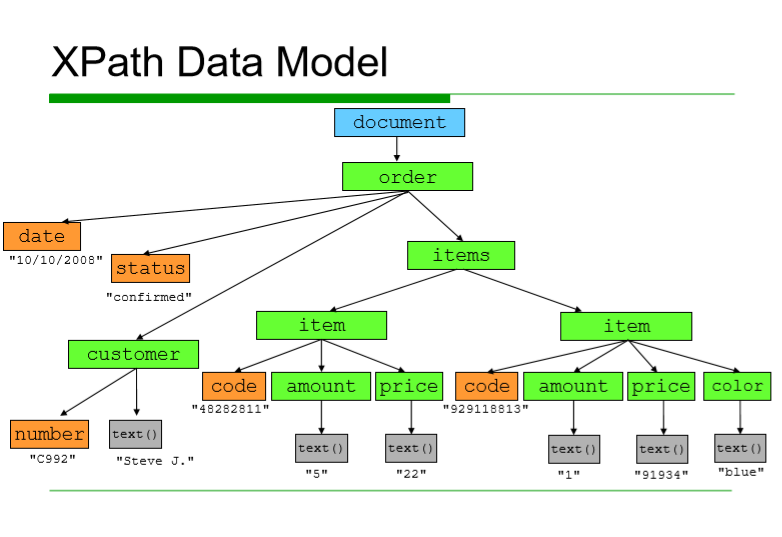 XPath Data Model
document
order
date
"10/10/2008"
status
"confirmed"
items
item
item
customer
code
amount
price
code
amount
price
color
"48282811"
"929118813"
number
text()
text()
text()
text()
text()
text()
"C992"
"Steve J."
"5"
"22"
"1"
"91934"
"blue"